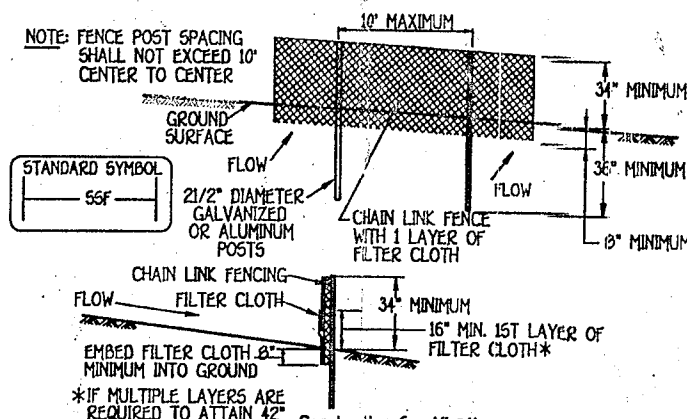 NOTE: FENCE POST SPACING
SHALL NOT EXCEED 10'
CENTER TO CENTER
10' MAXIMUM
34" MINIMUM
GROUND
SURFACE
36" MINIMUM
FLOW
FLOW
STANDARD SYMBOL
SSF
21/2" DIAMETER
GALVANIZED
OR ALUMINUM
POSTS
CHAIN LINK FENCE
WITH 1 LAYER OF
FILTER CLOTH
8" MINIMUM
CHAIN LINK FENCING
FLOW
FILTER CLOTH
34" MINIMUM
16" MIN. 1ST LAYER OF
FILTER CLOTH*
EMBED FILTER CLOTH 8"
MINIMUM INTO GROUND
*IF MULTIPLE LAYERS ARE
REQUIRED TO ATTAIN 42"